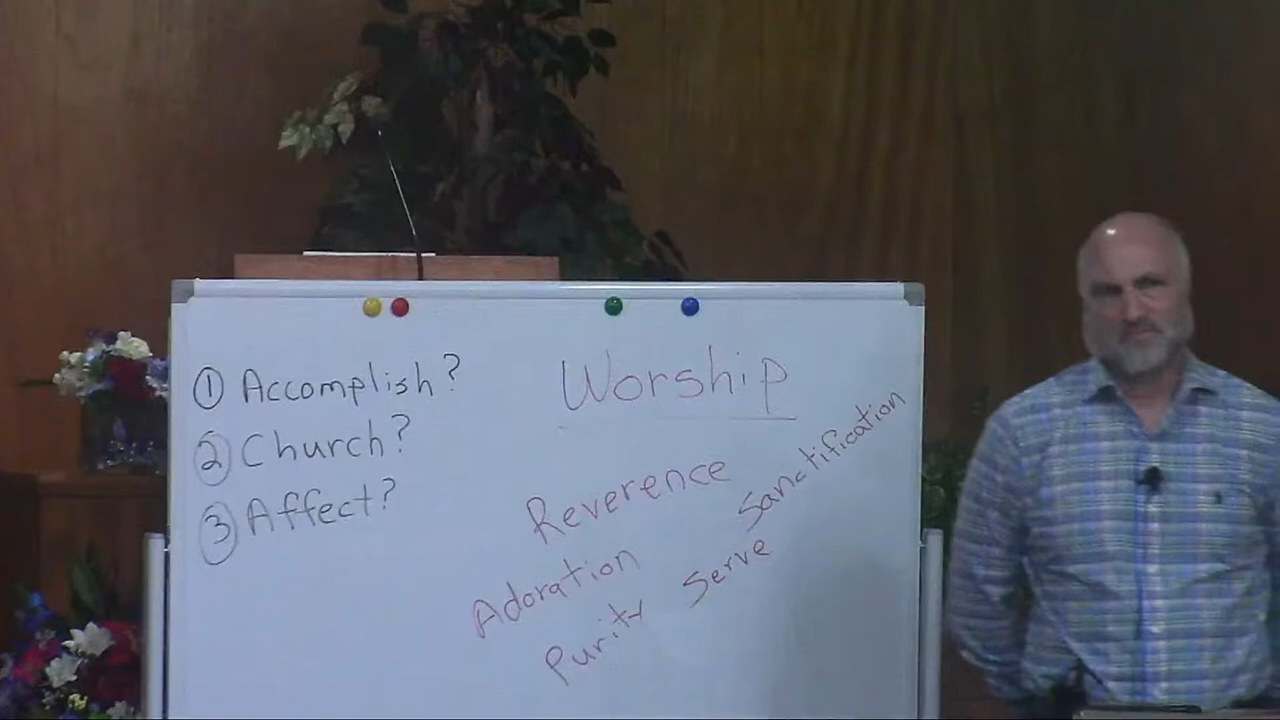 ① Accomplish?
② Church?
③ Affect?
Worship
Reverence
Sanctification
Adoration
Serve
Purity